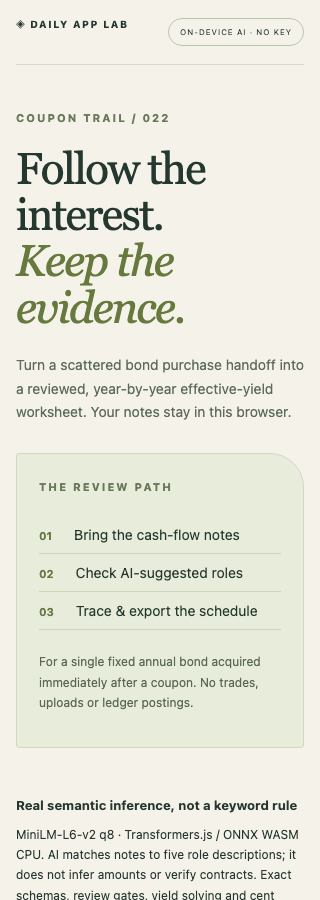 ◈ DAILY APP LAB
ON-DEVICE AI · NO KEY
COUPON TRAIL / 022
Follow the
interest.
Keep the
evidence.
Turn a scattered bond purchase handoff into
a reviewed, year-by-year effective-yield
worksheet. Your notes stay in this browser.
THE REVIEW PATH
01 Bring the cash-flow notes
02 Check AI-suggested roles
03 Trace & export the schedule
For a single fixed annual bond acquired
immediately after a coupon. No trades,
uploads or ledger postings.
Real semantic inference, not a keyword rule
MiniLM-L6-v2 q8 · Transformers.js / ONNX WASM
CPU. AI matches notes to five role descriptions; it
does not infer amounts or verify contracts. Exact
schemas, review gates, yield solving and cent